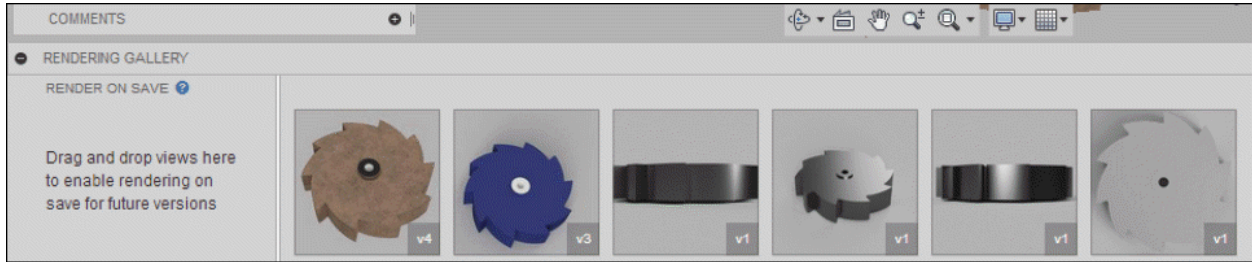 COMMENTS
RENDERING GALLERY
RENDER ON SAVE
Drag and drop views here
to enable rendering on
save for future versions
v4
v3
v1
v1
v1
v1